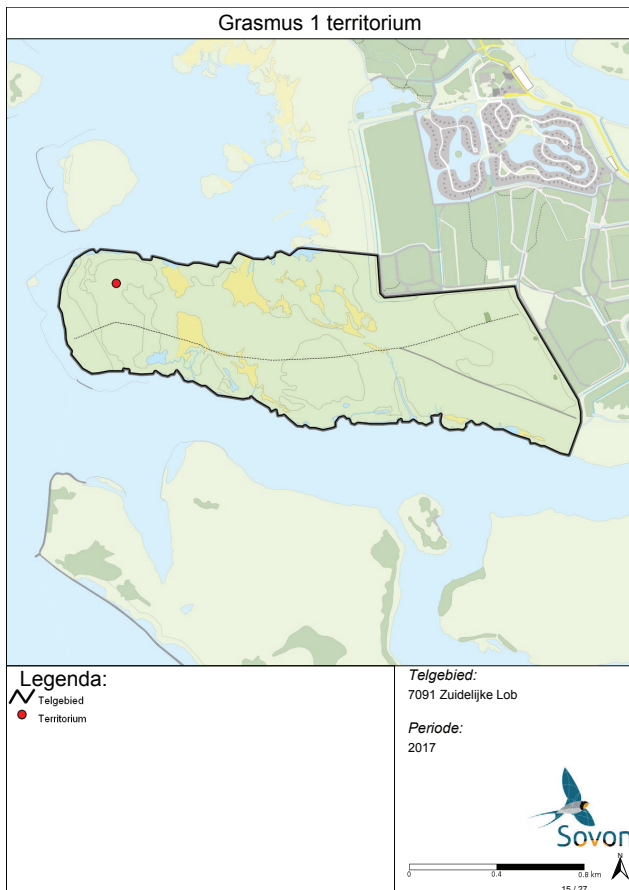 Grasmus 1 territorium
Legenda:
Telgebied
Territorium
Telgebied:
7091 Zuidelijke Lob
Periode:
2017
Sovon
N
0 0.4 0.8 km
15 / 27